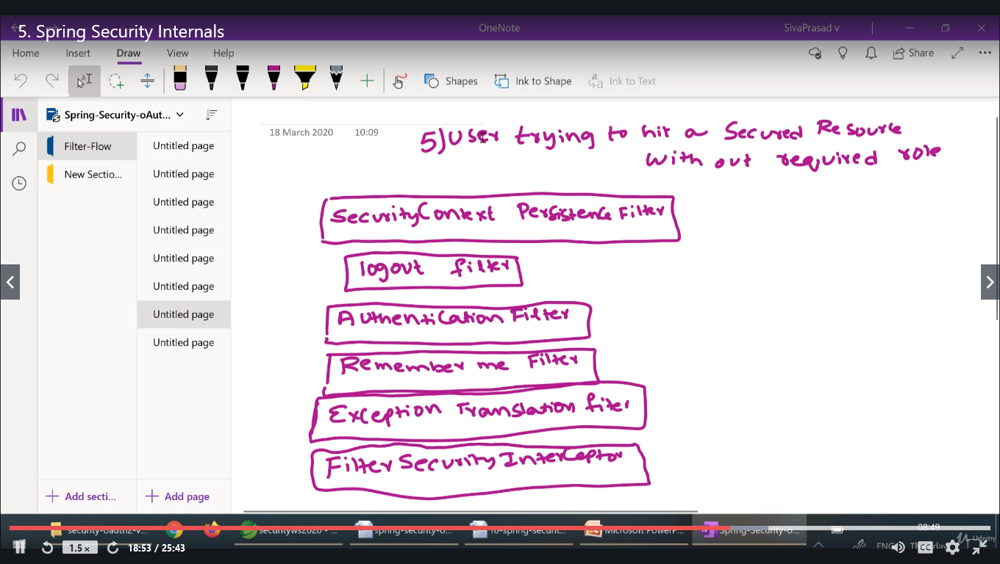 5. Spring Security Internals
OneNote
SivaPrasad v
Home Insert Draw View Help
Share
Shapes
Ink to Shape
Ink to Text
Spring-Security-oAut...
Filter-Flow
New Sectio...
Untitled page
Untitled page
Untitled page
Untitled page
Untitled page
Untitled page
Untitled page
Untitled page
Add secti...
Add page
18 March 2020 10:09
5) User trying to hit a Secured Resource
with out required role
SecurityContext Persistence Filter
logout filter
Authentication Filter
Remember me Filter
Exception Translation filter
FilterSecurityInterceptor
security-oauth2-v...
securityws2020 - ...
spring-security-o...
10-spring-securit...
Microsoft PowerP...
Spring-Security-o...
08:49
ENG
1.5 x
18:53 / 25:43
CC
Udemy